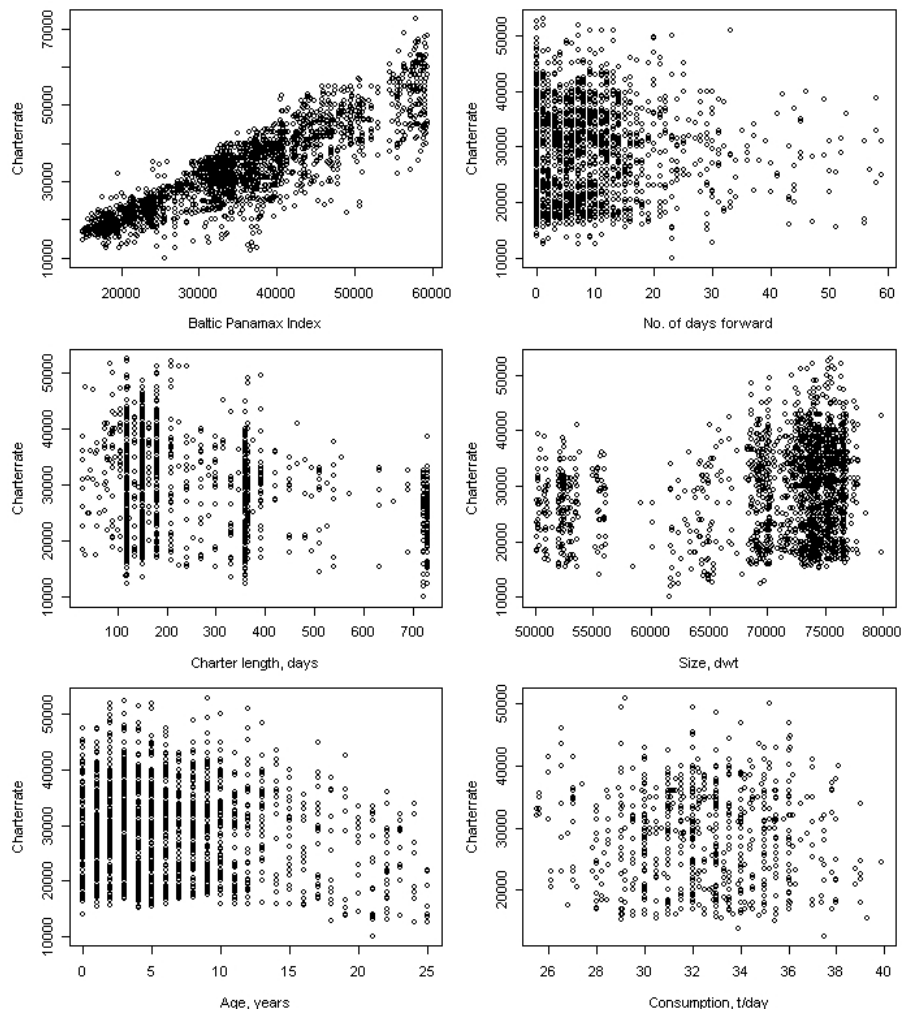 Charterrate
10000 30000 50000 70000
20000 30000 40000 50000 60000
Baltic Panamax Index
Charterrate
10000 20000 30000 40000 50000
0 10 20 30 40 50 60
No. of days forward
Charterrate
10000 20000 30000 40000 50000
100 200 300 400 500 600 700
Charter length, days
Charterrate
10000 20000 30000 40000 50000
50000 55000 60000 65000 70000 75000 80000
Size, dwt
Charterrate
10000 20000 30000 40000 50000
0 5 10 15 20 25
Age, years
Charterrate
20000 30000 40000 50000
26 28 30 32 34 36 38 40
Consumption, t/day